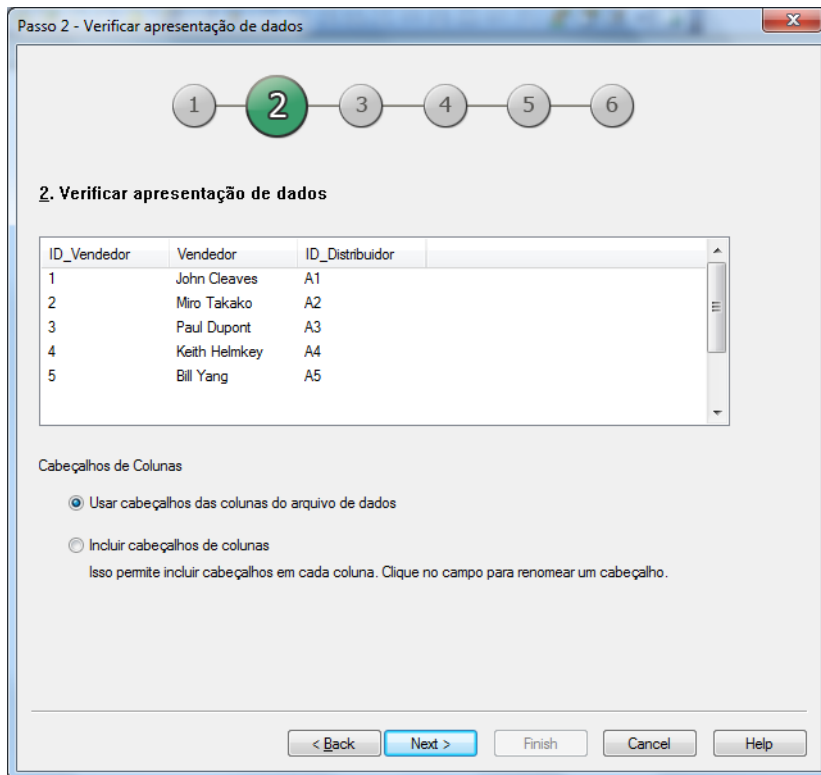 Passo 2 - Verificar apresentação de dados
1 2 3 4 5 6
2. Verificar apresentação de dados
ID_Vendedor Vendedor ID_Distribuidor
1 John Cleaves A1
2 Miro Takako A2
3 Paul Dupont A3
4 Keith Helmkey A4
5 Bill Yang A5
Cabeçalhos de Colunas
Usar cabeçalhos das colunas do arquivo de dados
Incluir cabeçalhos de colunas
Isso permite incluir cabeçalhos em cada coluna. Clique no campo para renomear um cabeçalho.
< Back Next > Finish Cancel Help